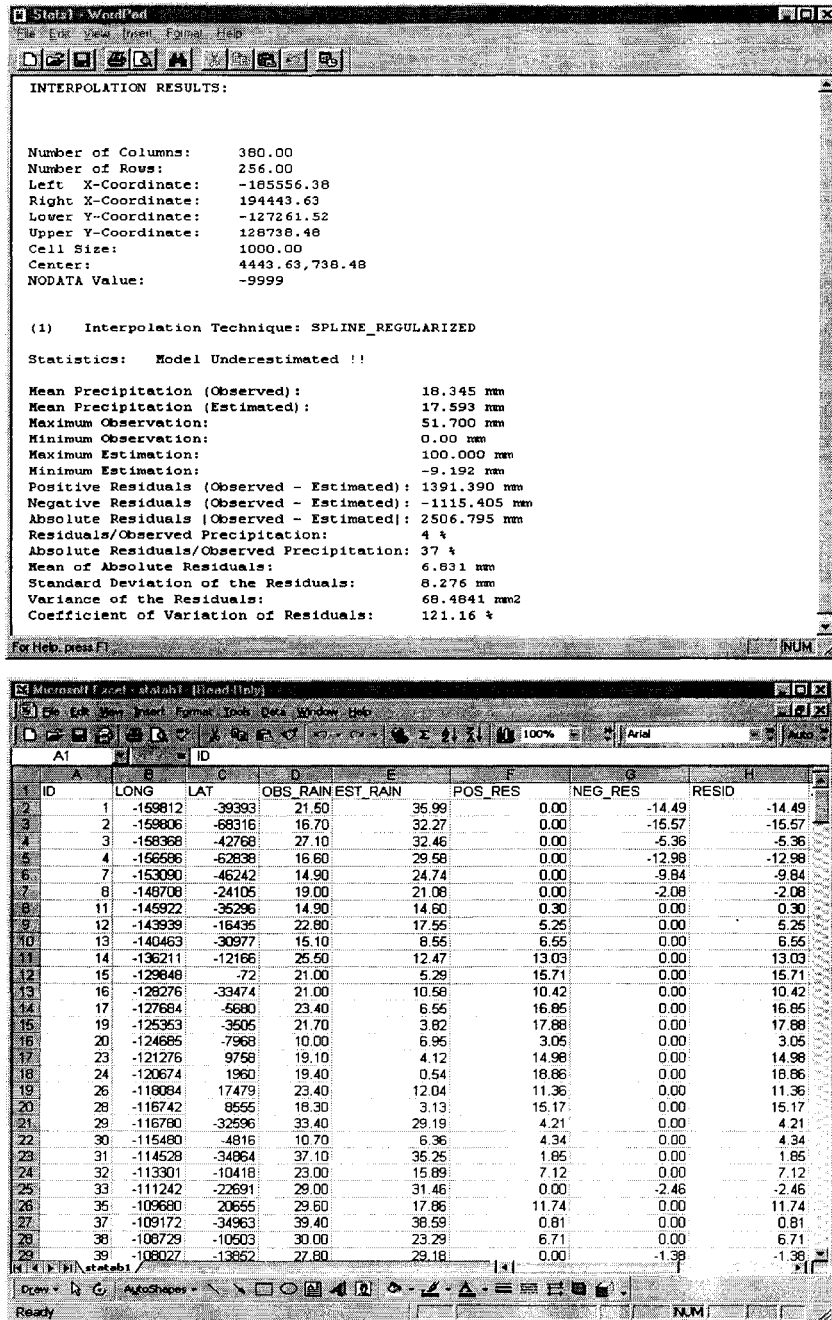 Stats1 - WordPad
File Edit View Insert Format Help
INTERPOLATION RESULTS:
Number of Columns: 380.00
Number of Rows: 256.00
Left X-Coordinate: -185556.38
Right X-Coordinate: 194443.63
Lower Y-Coordinate: -127261.52
Upper Y-Coordinate: 128738.48
Cell Size: 1000.00
Center: 4443.63,738.48
NODATA Value: -9999
(1) Interpolation Technique: SPLINE_REGULARIZED
Statistics: Model Underestimated !!
Mean Precipitation (Observed): 18.345 mm
Mean Precipitation (Estimated): 17.593 mm
Maximum Observation: 51.700 mm
Minimum Observation: 0.00 mm
Maximum Estimation: 100.000 mm
Minimum Estimation: -9.192 mm
Positive Residuals (Observed - Estimated): 1391.390 mm
Negative Residuals (Observed - Estimated): -1115.405 mm
Absolute Residuals |Observed - Estimated|: 2506.795 mm
Residuals/Observed Precipitation: 4 %
Absolute Residuals/Observed Precipitation: 37 %
Mean of Absolute Residuals: 6.831 mm
Standard Deviation of the Residuals: 8.276 mm
Variance of the Residuals: 68.4841 mm2
Coefficient of Variation of Residuals: 121.16 %
For Help, press F1 NUM
Microsoft Excel - statab1 [Read-Only]
File Edit View Insert Format Tools Data Window Help
100% Arial Auto
A1 ID
A B C D E F G H
1 ID LONG LAT OBS_RAIN EST_RAIN POS_RES NEG_RES RESID
2 1 -159812 -39393 21.50 35.99 0.00 -14.49 -14.49
3 2 -159806 -68316 16.70 32.27 0.00 -15.57 -15.57
4 3 -158368 -42768 27.10 32.46 0.00 -5.36 -5.36
5 4 -156586 -62838 16.60 29.58 0.00 -12.98 -12.98
6 7 -153090 -46242 14.90 24.74 0.00 -9.84 -9.84
7 8 -148708 -24105 19.00 21.08 0.00 -2.08 -2.08
8 11 -145922 -35296 14.90 14.60 0.30 0.00 0.30
9 12 -143939 -16435 22.80 17.55 5.25 0.00 5.25
10 13 -140463 -30977 15.10 8.55 6.55 0.00 6.55
11 14 -136211 -12166 25.50 12.47 13.03 0.00 13.03
12 15 -129848 -72 21.00 5.29 15.71 0.00 15.71
13 16 -128276 -33474 21.00 10.58 10.42 0.00 10.42
14 17 -127684 -5680 23.40 6.55 16.85 0.00 16.85
15 19 -125353 -3505 21.70 3.82 17.88 0.00 17.88
16 20 -124685 -7968 10.00 6.95 3.05 0.00 3.05
17 23 -121276 9758 19.10 4.12 14.98 0.00 14.98
18 24 -120674 1960 19.40 0.54 18.86 0.00 18.86
19 26 -118084 17479 23.40 12.04 11.36 0.00 11.36
20 28 -116742 8555 18.30 3.13 15.17 0.00 15.17
21 29 -116780 -32596 33.40 29.19 4.21 0.00 4.21
22 30 -115480 -4816 10.70 6.36 4.34 0.00 4.34
23 31 -114528 -34864 37.10 35.25 1.85 0.00 1.85
24 32 -113301 -10418 23.00 15.89 7.12 0.00 7.12
25 33 -111242 -22691 29.00 31.46 0.00 -2.46 -2.46
26 35 -109680 20655 29.60 17.86 11.74 0.00 11.74
27 37 -109172 -34963 39.40 38.59 0.81 0.00 0.81
28 38 -108729 -10503 30.00 23.29 6.71 0.00 6.71
29 39 -108027 -13852 27.80 29.18 0.00 -1.38 -1.38
statab1
Draw AutoShapes
Ready NUM